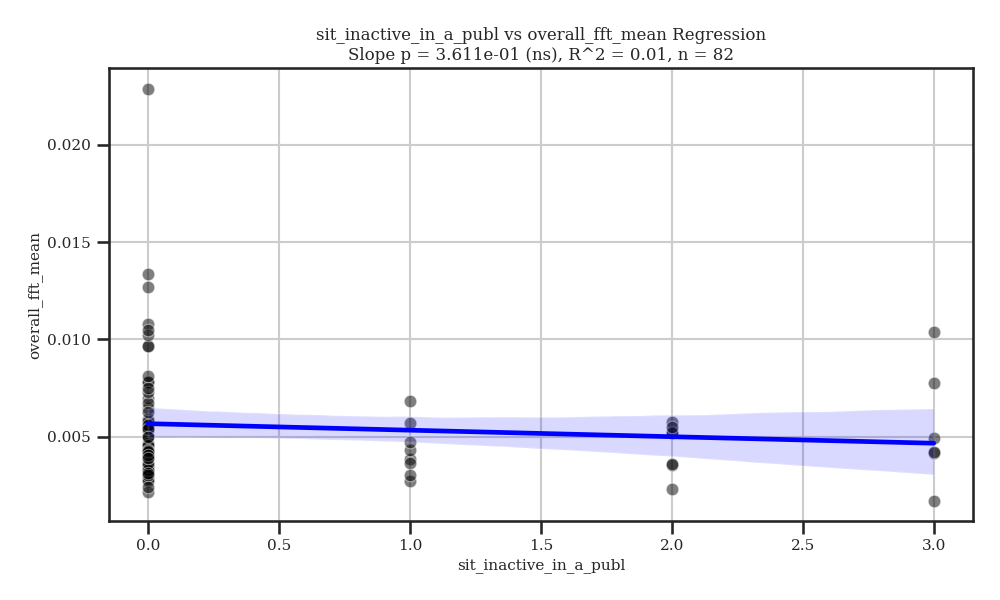 sit_inactive_in_a_publ vs overall_fft_mean Regression
Slope p = 3.611e-01 (ns), R^2 = 0.01, n = 82
overall_fft_mean
0.020
0.015
0.010
0.005
0.0
0.5
1.0
1.5
2.0
2.5
3.0
sit_inactive_in_a_publ